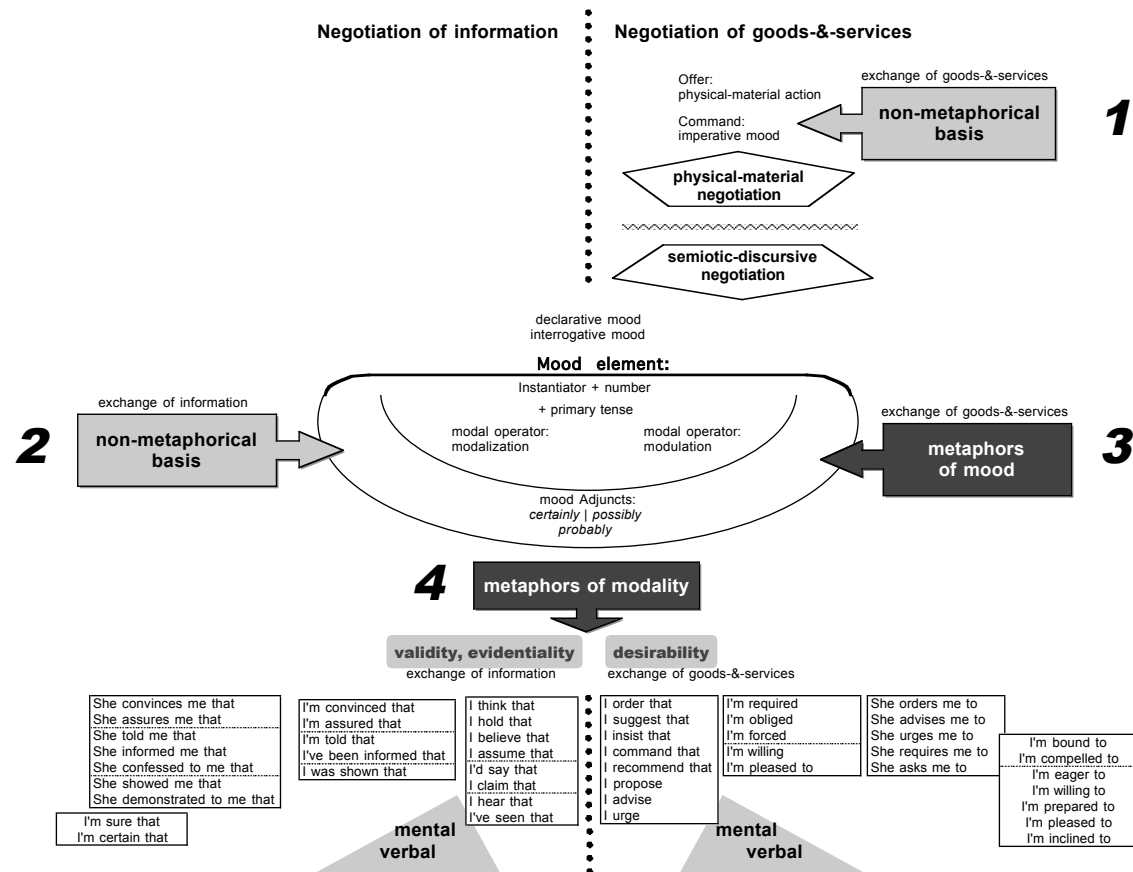 Negotiation of information
Negotiation of goods-&-services
Offer:
physical-material action
Command:
imperative mood
exchange of goods-&-services
non-metaphorical
basis
1
physical-material
negotiation
semiotic-discursive
negotiation
declarative mood
interrogative mood
Mood element:
Instantiator + number
+ primary tense
modal operator:
modalization
modal operator:
modulation
mood Adjuncts:
certainly | possibly
probably
2
exchange of information
non-metaphorical
basis
exchange of goods-&-services
metaphors
of mood
3
4
metaphors of modality
validity, evidentiality
exchange of information
desirability
exchange of goods-&-services
She convinces me that
She assures me that
She told me that
She informed me that
She confessed to me that
She showed me that
She demonstrated to me that
I'm sure that
I'm certain that
I'm convinced that
I'm assured that
I'm told that
I've been informed that
I was shown that
I think that
I hold that
I believe that
I assume that
I'd say that
I claim that
I hear that
I've seen that
I order that
I suggest that
I insist that
I command that
I recommend that
I propose
I advise
I urge
I'm required
I'm obliged
I'm forced
I'm willing
I'm pleased to
She orders me to
She advises me to
She urges me to
She requires me to
She asks me to
I'm bound to
I'm compelled to
I'm eager to
I'm willing to
I'm prepared to
I'm pleased to
I'm inclined to
mental
verbal
mental
verbal